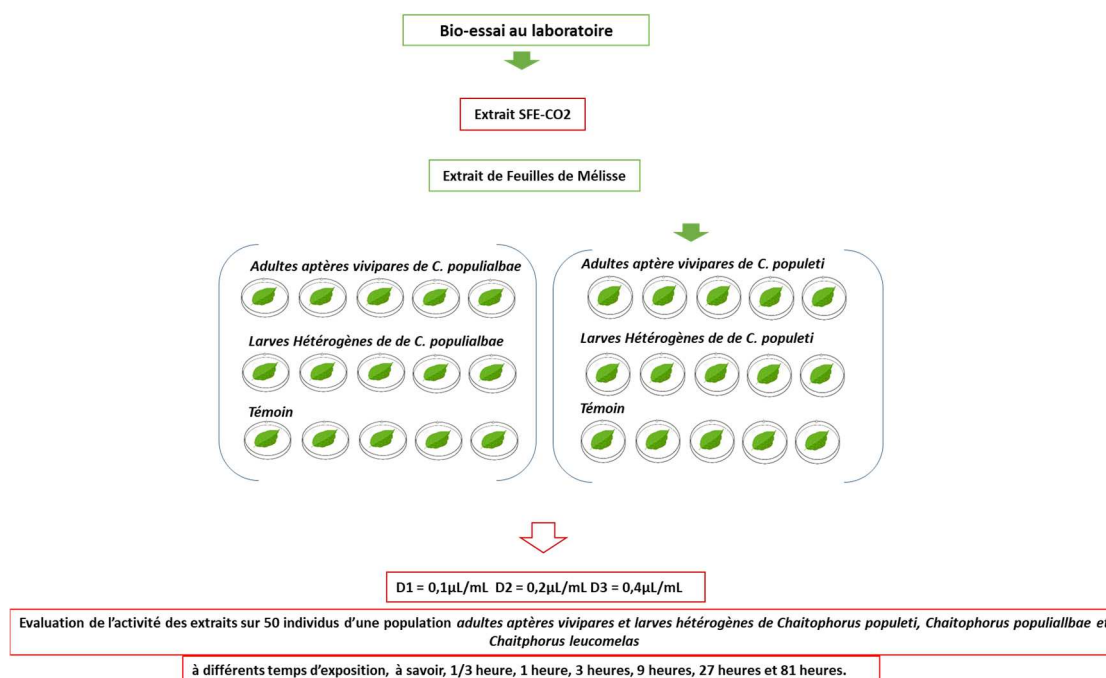 Bio-essai au laboratoire
Extrait SFE-CO2
Extrait de Feuilles de Mélisse
Adultes aptères vivipares de C. populialbae
Larves Hétérogènes de de C. populialbae
Témoin
Adultes aptère vivipares de C. populeti
Larves Hétérogènes de de C. populeti
Témoin
D1 = 0,1µL/mL D2 = 0,2µL/mL D3 = 0,4µL/mL
Evaluation de l'activité des extraits sur 50 individus d'une population adultes aptères vivipares et larves hétérogènes de Chaitophorus populeti, Chaitophorus populiallbae et
Chaitphorus leucomelas
à différents temps d'exposition, à savoir, 1/3 heure, 1 heure, 3 heures, 9 heures, 27 heures et 81 heures.